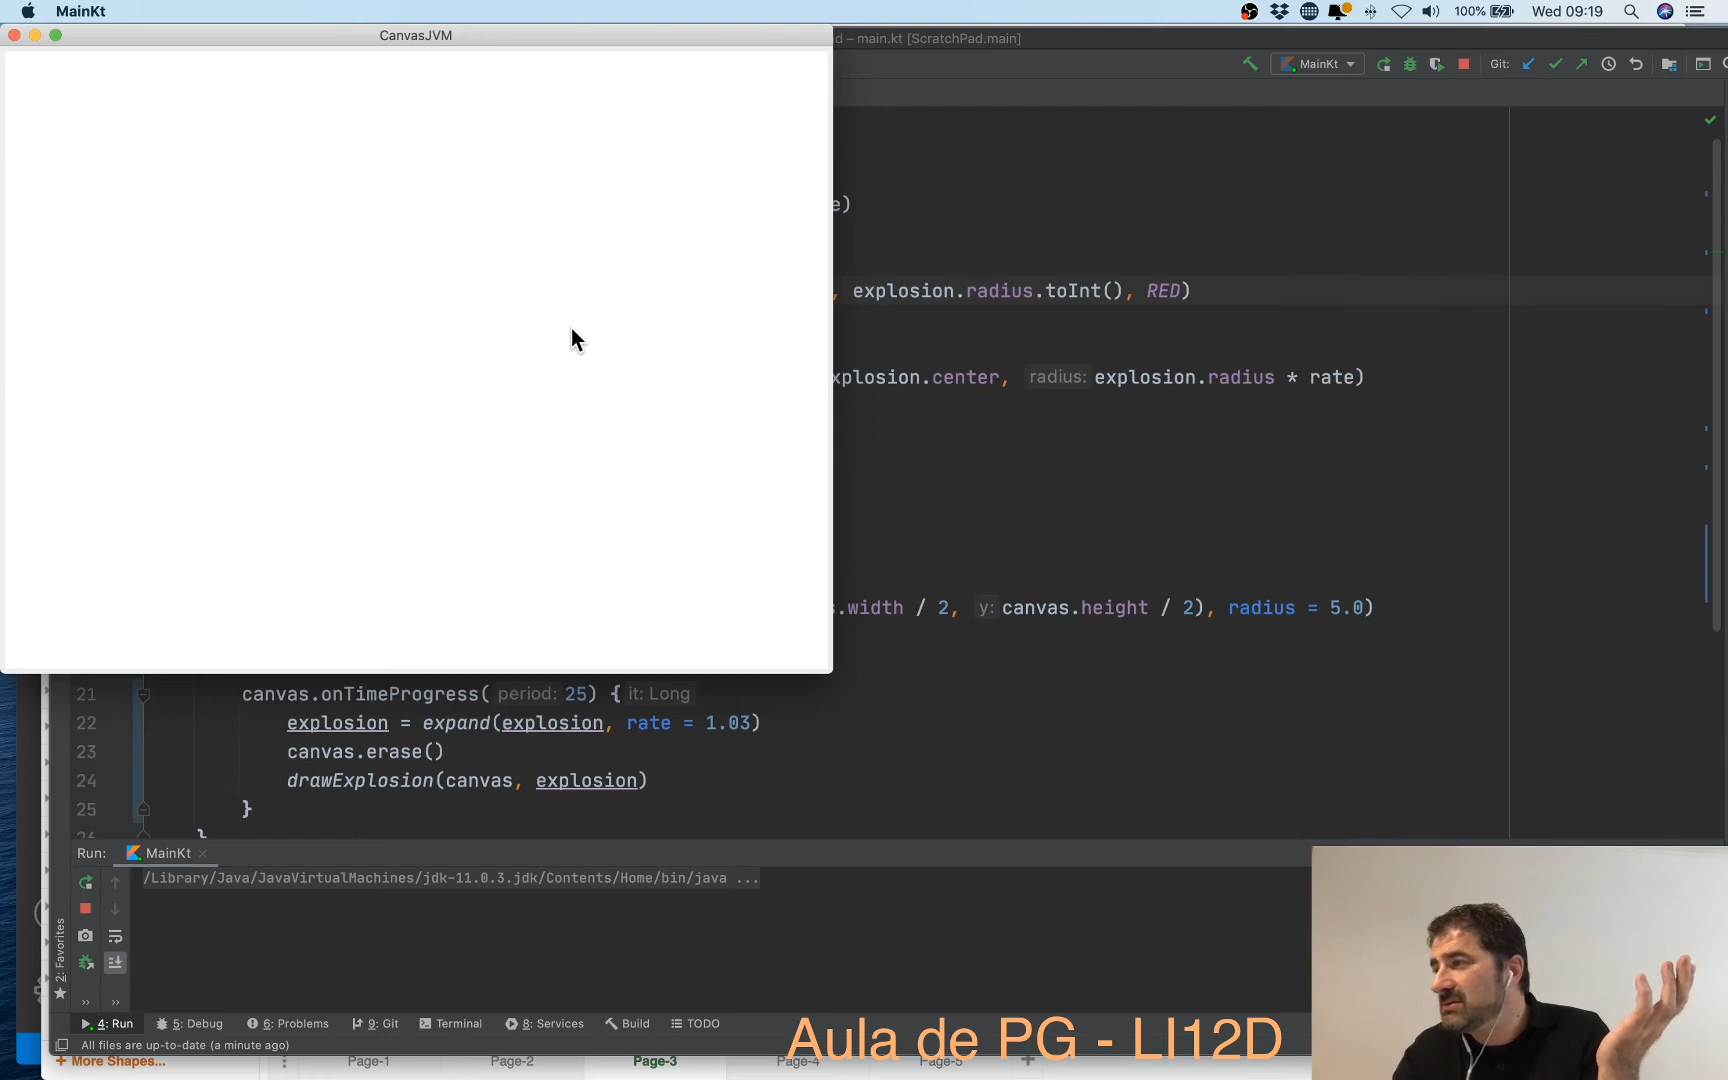 MainKt
100%
Wed 09:19
CanvasJVM
d – main.kt [ScratchPad.main]
MainKt
Git:
e)
, explosion.radius.toInt(), RED)
xplosion.center, radius: explosion.radius * rate)
s.width / 2, y: canvas.height / 2), radius = 5.0)
21 canvas.onTimeProgress( period: 25) { it: Long
22 explosion = expand(explosion, rate = 1.03)
23 canvas.erase()
24 drawExplosion(canvas, explosion)
25 }
26 }
Run: MainKt
/Library/Java/JavaVirtualMachines/jdk-11.0.3.jdk/Contents/Home/bin/java ...
2: Favorites
4: Run 5: Debug 6: Problems 9: Git Terminal 8: Services Build TODO
All files are up-to-date (a minute ago)
Aula de PG - LI12D
More Shapes... Page-1 Page-2 Page-3 Page-4 Page-5